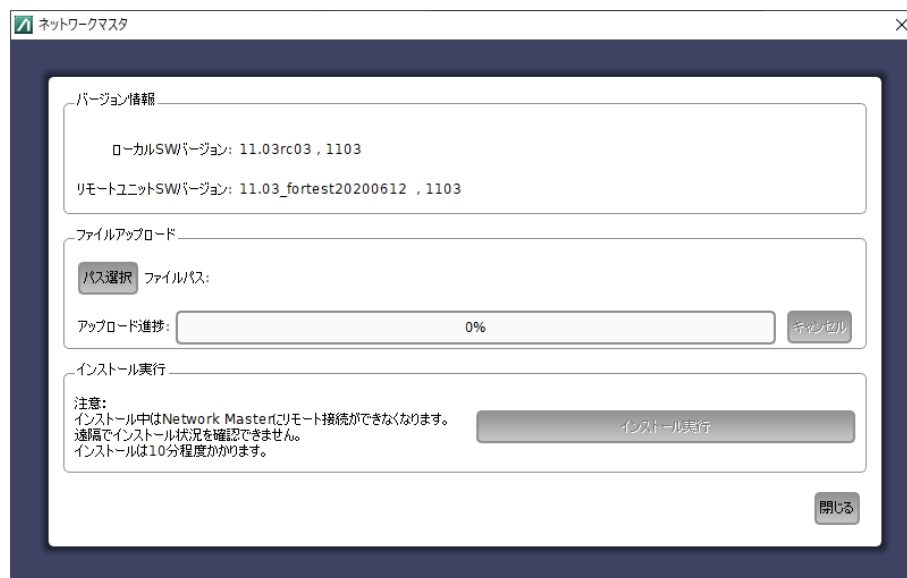 ネットワークマスタ
バージョン情報
ローカルSWバージョン: 11.03rc03 , 1103
リモートユニットSWバージョン: 11.03_fortest20200612 , 1103
ファイルアップロード
パス選択 ファイルパス:
アップロード進捗: 0% キャンセル
インストール実行
注意:
インストール中はNetwork Masterにリモート接続ができなくなります。
遠隔でインストール状況を確認できません。
インストールは10分程度かかります。
インストール実行
閉じる